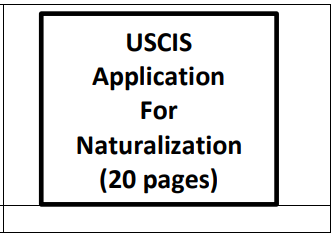 USCIS
Application
For
Naturalization
(20 pages)